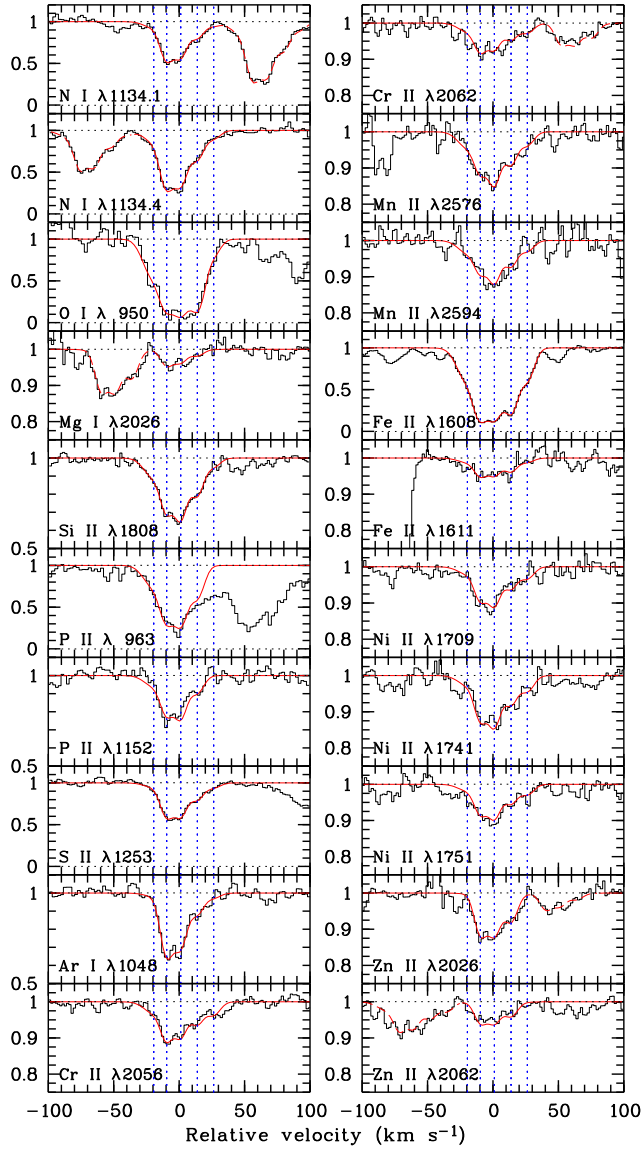 1
0.5
0
N I λ1134.1
1
0.5
0
N I λ1134.4
1
0.5
0
O I λ 950
1
0.9
0.8
Mg I λ2026
1
Si II λ1808
0.5
1
0.5
0
P II λ 963
1
P II λ1152
0.5
1
0.5
0
S II λ1253
1
Ar I λ1048
0.5
1
0.9
0.8
Cr II λ2056
−100 −50 0 50 100
1
0.9
0.8
Cr II λ2062
1
0.9
0.8
Mn II λ2576
1
0.9
0.8
Mn II λ2594
1
0.5
0
Fe II λ1608
1
0.9
0.8
Fe II λ1611
1
0.9
0.8
Ni II λ1709
1
0.9
0.8
Ni II λ1741
1
0.9
0.8
Ni II λ1751
1
0.9
0.8
Zn II λ2026
1
0.9
0.8
Zn II λ2062
−100 −50 0 50 100
Relative velocity (km s⁻¹)